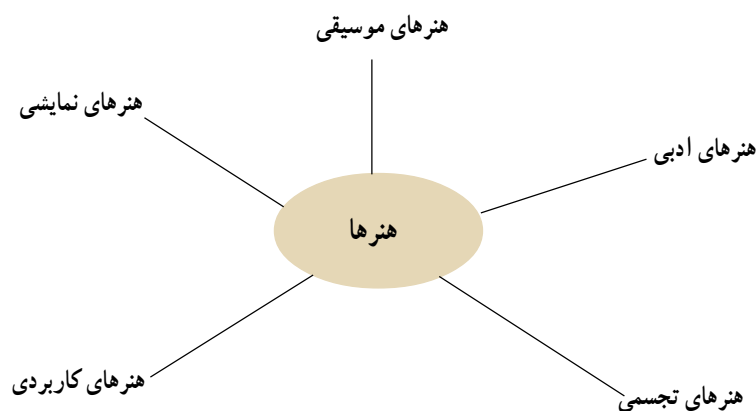 هنرهای موسیقی
هنرهای نمایشی
هنرهای ادبی
هنرها
هنرهای کاربردی
هنرهای تجسمی